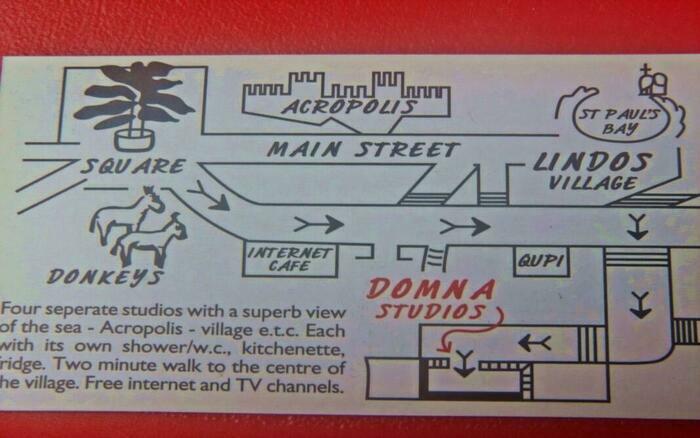 ACROPOLIS
ST PAUL'S
BAY
MAIN STREET
SQUARE
LINDOS
VILLAGE
INTERNET
CAFE
QUPI
DONKEYS
DOMNA
STUDIOS
Four seperate studios with a superb view
of the sea - Acropolis - village e.t.c. Each
with its own shower/w.c., kitchenette,
ridge. Two minute walk to the centre of
he village. Free internet and TV channels.